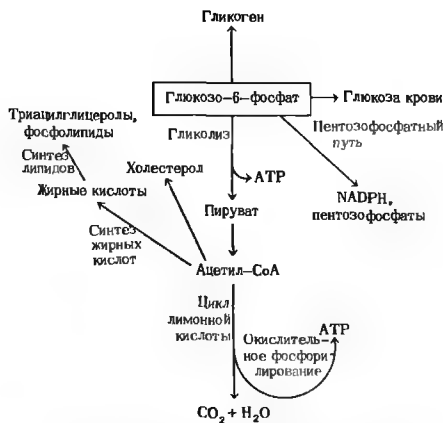 Гликоген
Глюкозо-6-фосфат
Глюкоза крови
Триацилглицеролы,
фосфолипиды
Гликолиз
Пентозофосфатный
путь
Синтез
липидов
Холестерол
ATP
Жирные кислоты
NADPH,
пентозофосфаты
Пируват
Синтез
жирных
кислот
Ацетил-CoA
Цикл
лимонной
кислоты
ATP
Окислитель-
ное фосфори-
лирование
CO₂ + H₂O